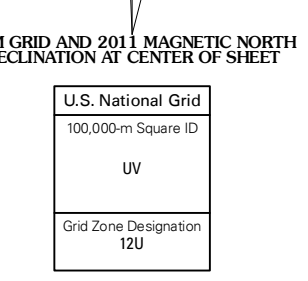 GRID AND 2011 MAGNETIC NORTH
ECLINATION AT CENTER OF SHEET
U.S. National Grid
100,000-m Square ID
UV
Grid Zone Designation
12U